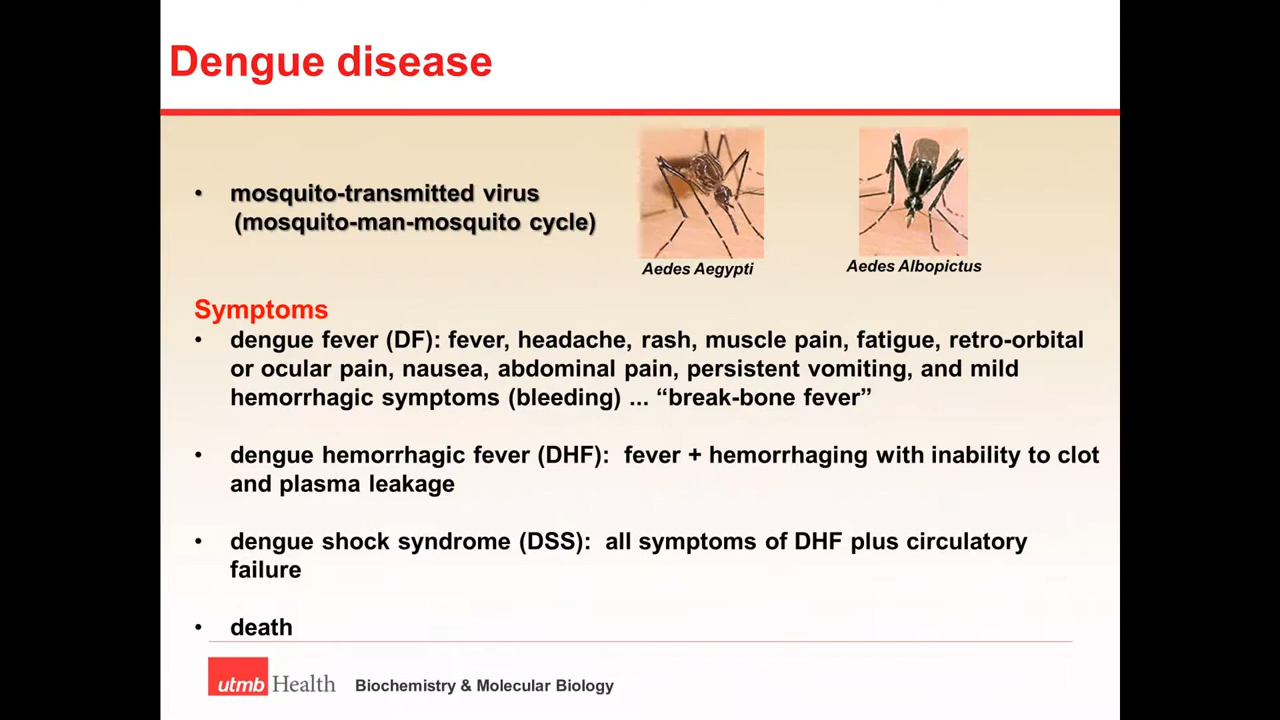 Dengue disease
• mosquito-transmitted virus
(mosquito-man-mosquito cycle)
Aedes Aegypti
Aedes Albopictus
Symptoms
• dengue fever (DF): fever, headache, rash, muscle pain, fatigue, retro-orbital
or ocular pain, nausea, abdominal pain, persistent vomiting, and mild
hemorrhagic symptoms (bleeding) ... “break-bone fever”
• dengue hemorrhagic fever (DHF): fever + hemorrhaging with inability to clot
and plasma leakage
• dengue shock syndrome (DSS): all symptoms of DHF plus circulatory
failure
• death
utmb Health
Biochemistry & Molecular Biology